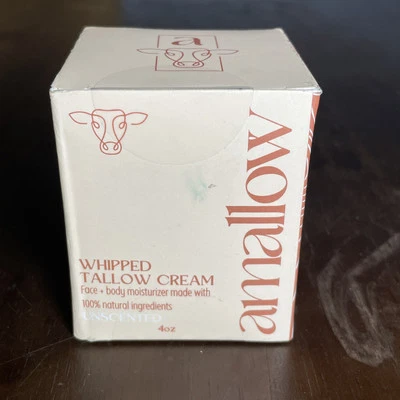 a
WHIPPED
TALLOW CREAM
Face + body moisturizer made with
100% natural ingredients
UNSCENTED
4oz
amallow